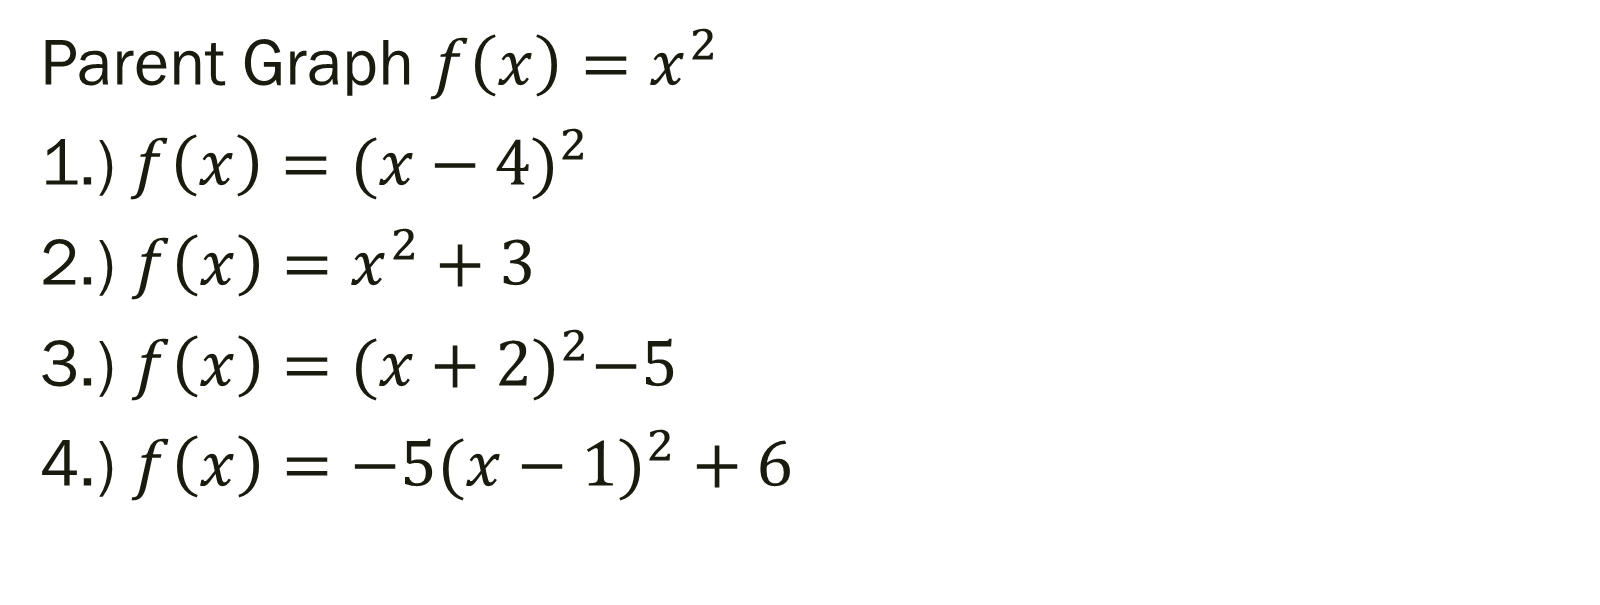 Parent Graph f(x) = x²
1.) f(x) = (x − 4)²
2.) f(x) = x² + 3
3.) f(x) = (x + 2)²−5
4.) f(x) = −5(x − 1)² + 6